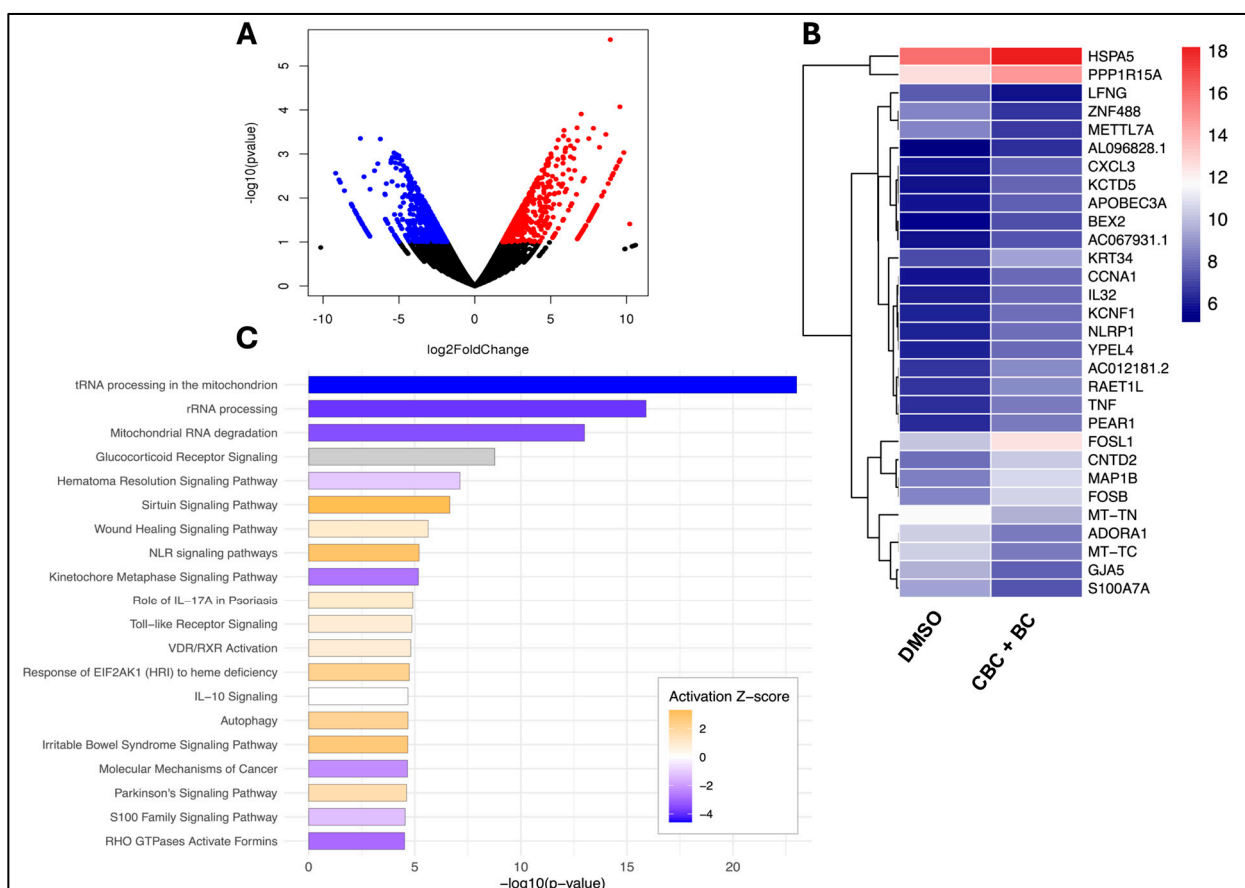 A
-log10(pvalue)
5
4
3
2
1
0
-10
-5
0
5
10
log2FoldChange
B
HSPA5
PPP1R15A
LFNG
ZNF488
METTL7A
AL096828.1
CXCL3
KCTD5
APOBEC3A
BEX2
AC067931.1
KRT34
CCNA1
IL32
KCNF1
NLRP1
YPEL4
AC012181.2
RAET1L
TNF
PEAR1
FOSL1
CNTD2
MAP1B
FOSB
MT−TN
ADORA1
MT−TC
GJA5
S100A7A
DMSO
CBC + BC
18
16
14
12
10
8
6
C
tRNA processing in the mitochondrion
rRNA processing
Mitochondrial RNA degradation
Glucocorticoid Receptor Signaling
Hematoma Resolution Signaling Pathway
Sirtuin Signaling Pathway
Wound Healing Signaling Pathway
NLR signaling pathways
Kinetochore Metaphase Signaling Pathway
Role of IL-17A in Psoriasis
Toll-like Receptor Signaling
VDR/RXR Activation
Response of EIF2AK1 (HRI) to heme deficiency
IL-10 Signaling
Autophagy
Irritable Bowel Syndrome Signaling Pathway
Molecular Mechanisms of Cancer
Parkinson's Signaling Pathway
S100 Family Signaling Pathway
RHO GTPases Activate Formins
0
5
10
15
20
−log10(p−value)
Activation Z−score
2
0
−2
−4